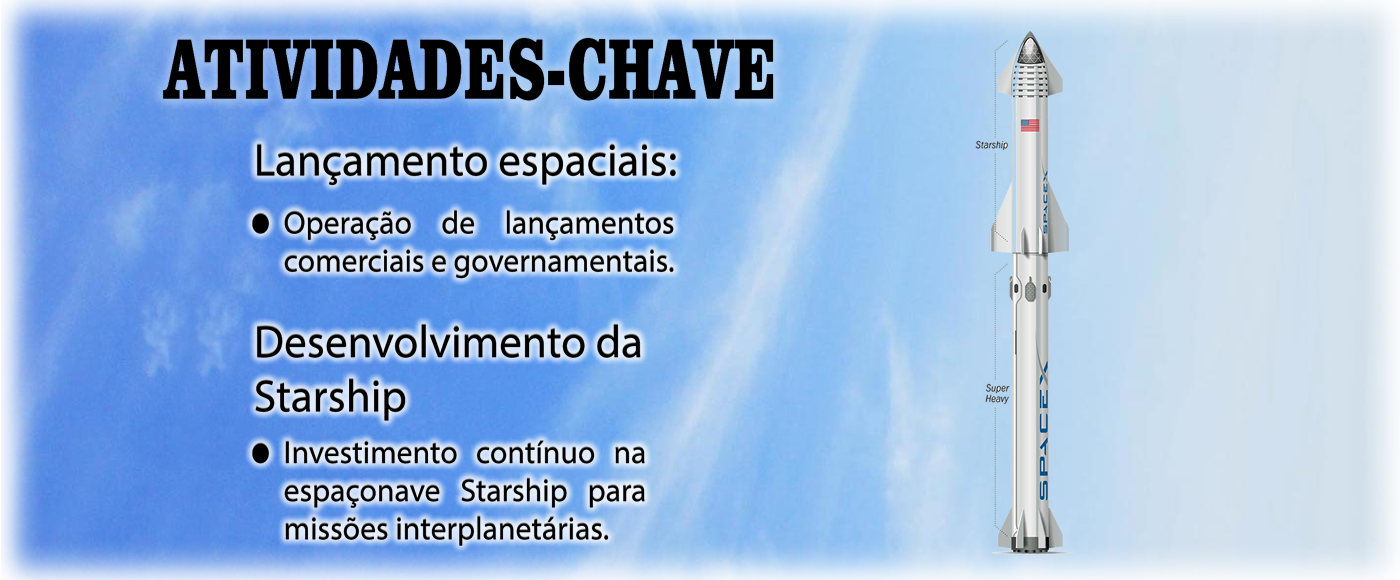 ATIVIDADES-CHAVE
Lançamento espaciais:
● Operação de lançamentos
comerciais e governamentais.
Desenvolvimento da
Starship
● Investimento contínuo na
espaçonave Starship para
missões interplanetárias.
Starship
SPACEX
Super
Heavy
SPACEX